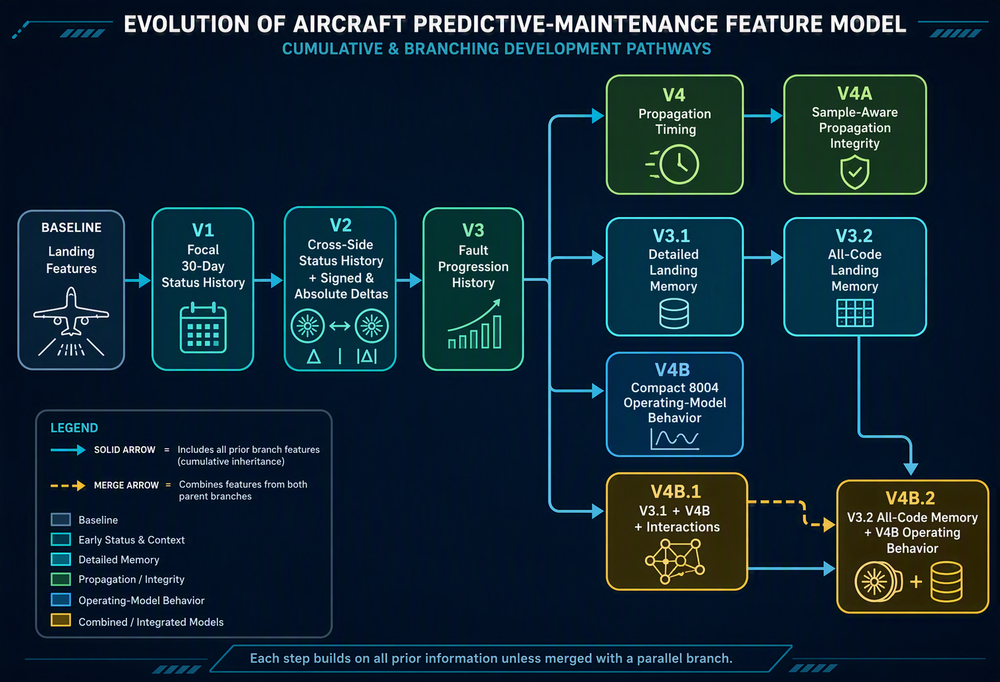 EVOLUTION OF AIRCRAFT PREDICTIVE-MAINTENANCE FEATURE MODEL
CUMULATIVE & BRANCHING DEVELOPMENT PATHWAYS
BASELINE
Landing
Features
V1
Focal
30-Day
Status History
V2
Cross-Side
Status History
+ Signed &
Absolute Deltas
Δ | |Δ|
V3
Fault
Progression
History
V4
Propagation
Timing
V4A
Sample-Aware
Propagation
Integrity
V3.1
Detailed
Landing
Memory
V3.2
All-Code
Landing
Memory
V4B
Compact 8004
Operating-Model
Behavior
V4B.1
V3.1 + V4B
+ Interactions
V4B.2
V3.2 All-Code Memory
+ V4B Operating
Behavior
+
LEGEND
SOLID ARROW = Includes all prior branch features
(cumulative inheritance)
MERGE ARROW = Combines features from both
parent branches
Baseline
Early Status & Context
Detailed Memory
Propagation / Integrity
Operating-Model Behavior
Combined / Integrated Models
Each step builds on all prior information unless merged with a parallel branch.